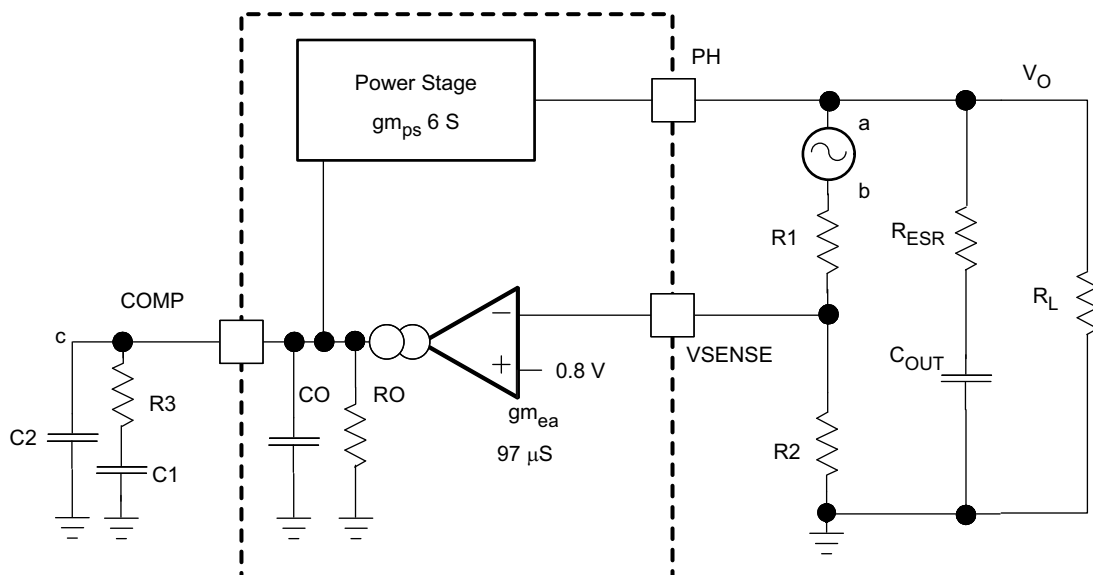 PH
Power Stage
gmps 6 S
VO
a
b
R1
RESR
RL
COMP
c
VSENSE
−
+
0.8 V
COUT
R3
CO
RO
gmea
97 μS
C2
C1
R2